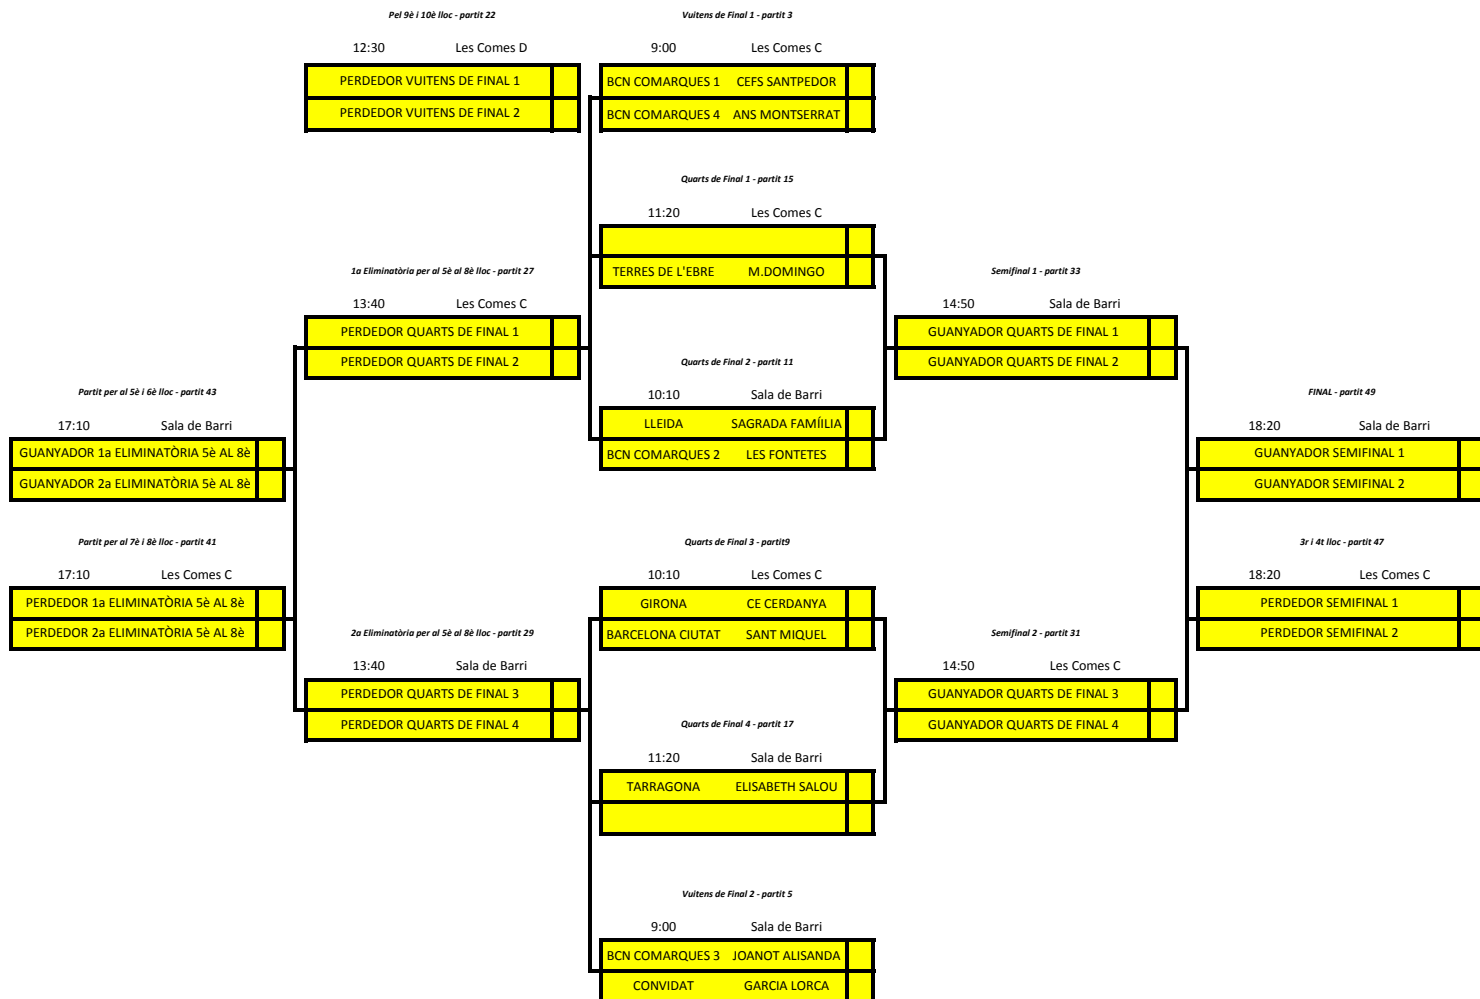 Pel 9è i 10è lloc - partit 22
12:30 Les Comes D
PERDEDOR VUITENS DE FINAL 1
PERDEDOR VUITENS DE FINAL 2
Vuitens de Final 1 - partit 3
9:00 Les Comes C
BCN COMARQUES 1 CEFS SANTPEDOR
BCN COMARQUES 4 ANS MONTSERRAT
Quarts de Final 1 - partit 15
11:20 Les Comes C
TERRES DE L'EBRE M.DOMINGO
1a Eliminatòria per al 5è al 8è lloc - partit 27
13:40 Les Comes C
PERDEDOR QUARTS DE FINAL 1
PERDEDOR QUARTS DE FINAL 2
Semifinal 1 - partit 33
14:50 Sala de Barri
GUANYADOR QUARTS DE FINAL 1
GUANYADOR QUARTS DE FINAL 2
Quarts de Final 2 - partit 11
10:10 Sala de Barri
LLEIDA SAGRADA FAMÍILIA
BCN COMARQUES 2 LES FONTETES
Partit per al 5è i 6è lloc - partit 43
17:10 Sala de Barri
GUANYADOR 1a ELIMINATÒRIA 5è AL 8è
GUANYADOR 2a ELIMINATÒRIA 5è AL 8è
FINAL - partit 49
18:20 Sala de Barri
GUANYADOR SEMIFINAL 1
GUANYADOR SEMIFINAL 2
Partit per al 7è i 8è lloc - partit 41
17:10 Les Comes C
PERDEDOR 1a ELIMINATÒRIA 5è AL 8è
PERDEDOR 2a ELIMINATÒRIA 5è AL 8è
Quarts de Final 3 - partit9
10:10 Les Comes C
GIRONA CE CERDANYA
BARCELONA CIUTAT SANT MIQUEL
3r i 4t lloc - partit 47
18:20 Les Comes C
PERDEDOR SEMIFINAL 1
PERDEDOR SEMIFINAL 2
2a Eliminatòria per al 5è al 8è lloc - partit 29
13:40 Sala de Barri
PERDEDOR QUARTS DE FINAL 3
PERDEDOR QUARTS DE FINAL 4
Semifinal 2 - partit 31
14:50 Les Comes C
GUANYADOR QUARTS DE FINAL 3
GUANYADOR QUARTS DE FINAL 4
Quarts de Final 4 - partit 17
11:20 Sala de Barri
TARRAGONA ELISABETH SALOU
Vuitens de Final 2 - partit 5
9:00 Sala de Barri
BCN COMARQUES 3 JOANOT ALISANDA
CONVIDAT GARCIA LORCA